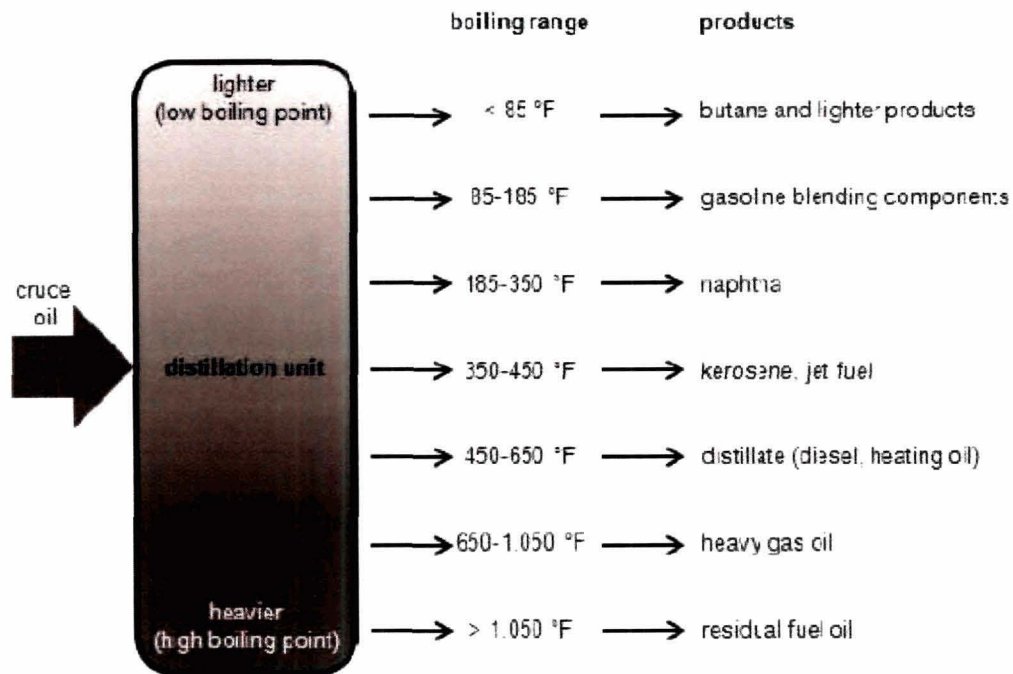 boiling range products
lighter
(low boiling point)
< 85 °F butane and lighter products
85-185 °F gasoline blending components
185-350 °F naphtha
cruce
oil
distillation unit
350-450 °F kerosene, jet fuel
450-650 °F distillate (diesel, heating oil)
650-1.050 °F heavy gas oil
heavier
(high boiling point)
> 1.050 °F residual fuel oil